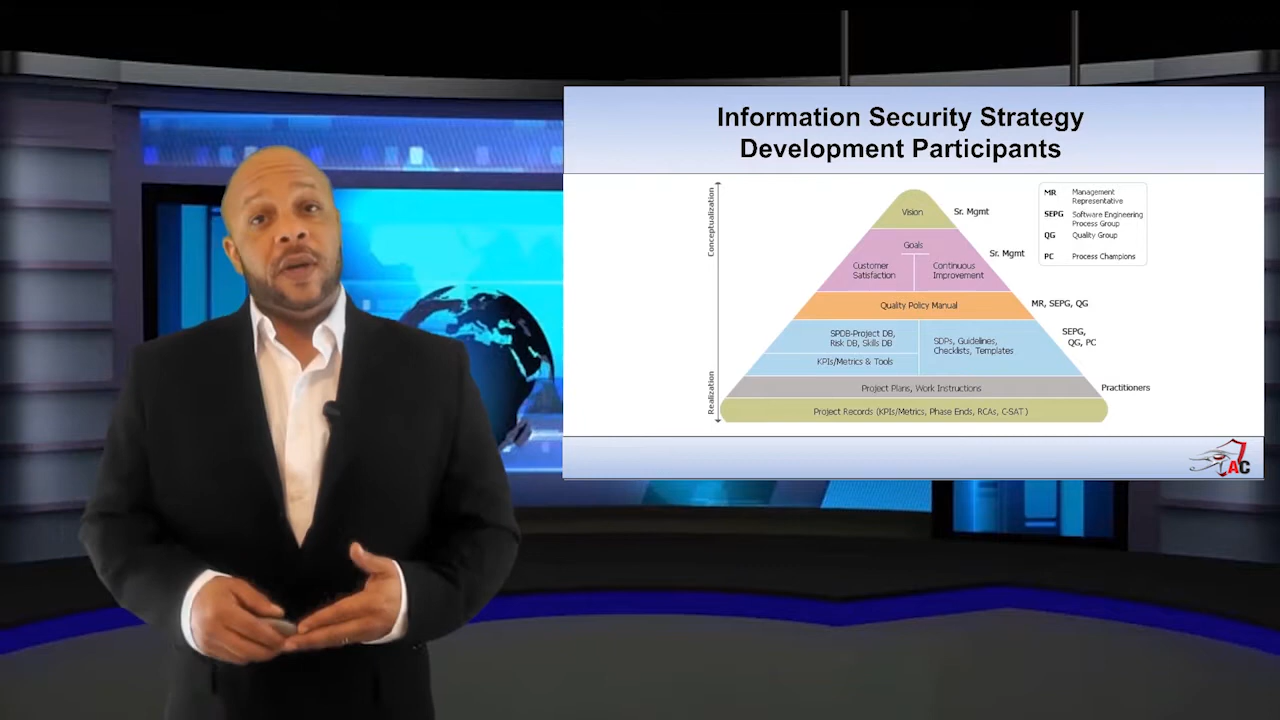 Information Security Strategy
Development Participants
Conceptualization
Realization
Vision
Sr. Mgmt
Goals
Customer
Satisfaction
Continuous
Improvement
Sr. Mgmt
Quality Policy Manual
MR, SEPG, QG
SPDB-Project DB,
Risk DB, Skills DB
KPIs/Metrics & Tools
SDPs, Guidelines,
Checklists, Templates
SEPG,
QG, PC
Project Plans, Work Instructions
Practitioners
Project Records (KPIs/Metrics, Phase Ends, RCAs, C-SAT)
MR Management
Representative
SEPG Software Engineering
Process Group
QG Quality Group
PC Process Champions
AC